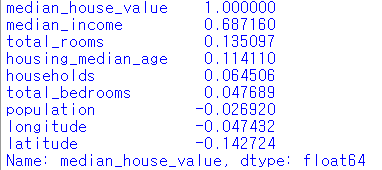 median_house_value    1.000000
median_income         0.687160
total_rooms           0.135097
housing_median_age    0.114110
households            0.064506
total_bedrooms        0.047689
population           -0.026920
longitude            -0.047432
latitude             -0.142724
Name: median_house_value, dtype: float64